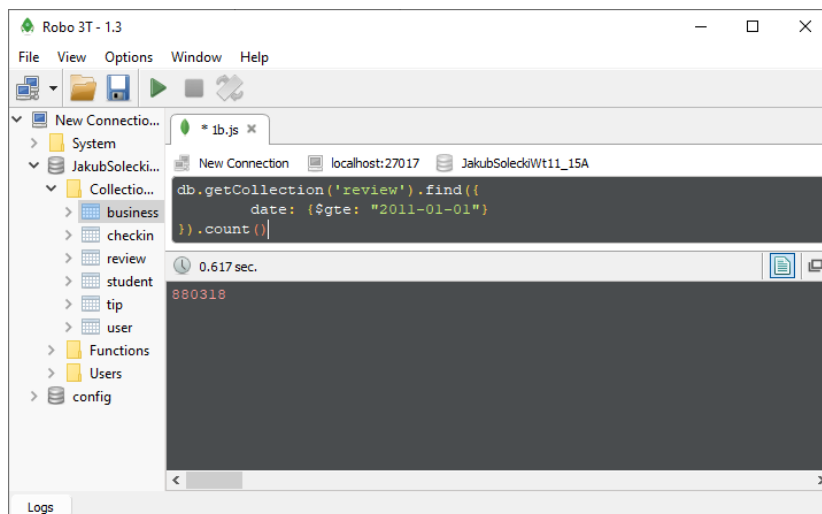 Robo 3T - 1.3
File View Options Window Help
New Connectio...
System
JakubSolecki...
Collectio...
business
checkin
review
student
tip
user
Functions
Users
config
* 1b.js
New Connection localhost:27017 JakubSoleckiWt11_15A
db.getCollection('review').find({
date: {$gte: "2011-01-01"}
}).count()
0.617 sec.
880318
Logs